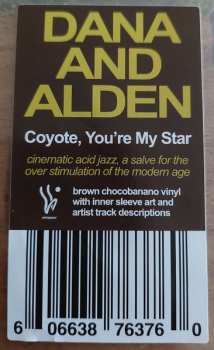 DANA
AND
ALDEN
Coyote, You're My Star
cinematic acid jazz, a salve for the
over stimulation of the modern age
brown chocobanano vinyl
with inner sleeve art and
artist track descriptions
6 06638 76376 0